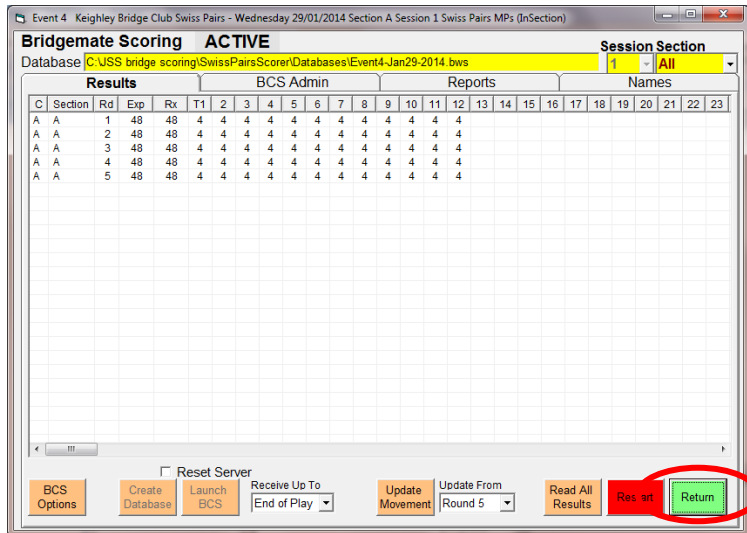 Event 4 Keighley Bridge Club Swiss Pairs - Wednesday 29/01/2014 Section A Session 1 Swiss Pairs MPs (InSection)
Bridgemate Scoring ACTIVE
Session Section
Database C:\JSS bridge scoring\SwissPairsScorer\Databases\Event4-Jan29-2014.bws 1 All
Results BCS Admin Reports Names
C Section Rd Exp Rx T1 2 3 4 5 6 7 8 9 10 11 12 13 14 15 16 17 18 19 20 21 22 23
A A 1 48 48 4 4 4 4 4 4 4 4 4 4 4 4
A A 2 48 48 4 4 4 4 4 4 4 4 4 4 4 4
A A 3 48 48 4 4 4 4 4 4 4 4 4 4 4 4
A A 4 48 48 4 4 4 4 4 4 4 4 4 4 4 4
A A 5 48 48 4 4 4 4 4 4 4 4 4 4 4 4
Reset Server
BCS Options
Create Database
Launch BCS
Receive Up To
End of Play
Update Movement
Update From
Round 5
Read All Results
Return